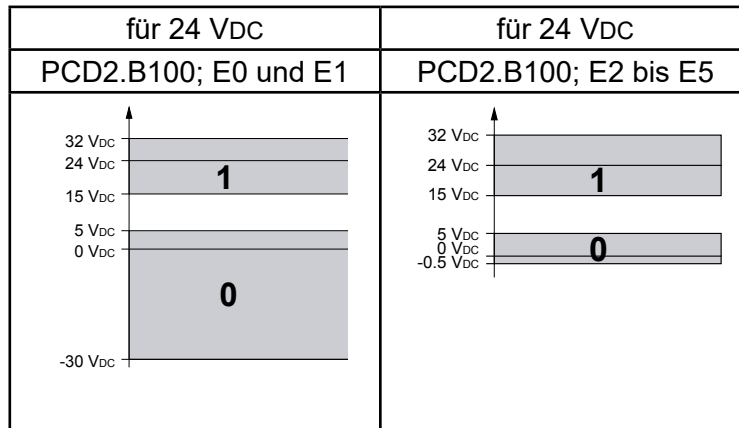 für 24 VDC
für 24 VDC
PCD2.B100; E0 und E1
PCD2.B100; E2 bis E5
32 VDC
24 VDC
1
15 VDC
5 VDC
0 VDC
0
-30 VDC
32 VDC
24 VDC
1
15 VDC
5 VDC
0 VDC
0
-0.5 VDC